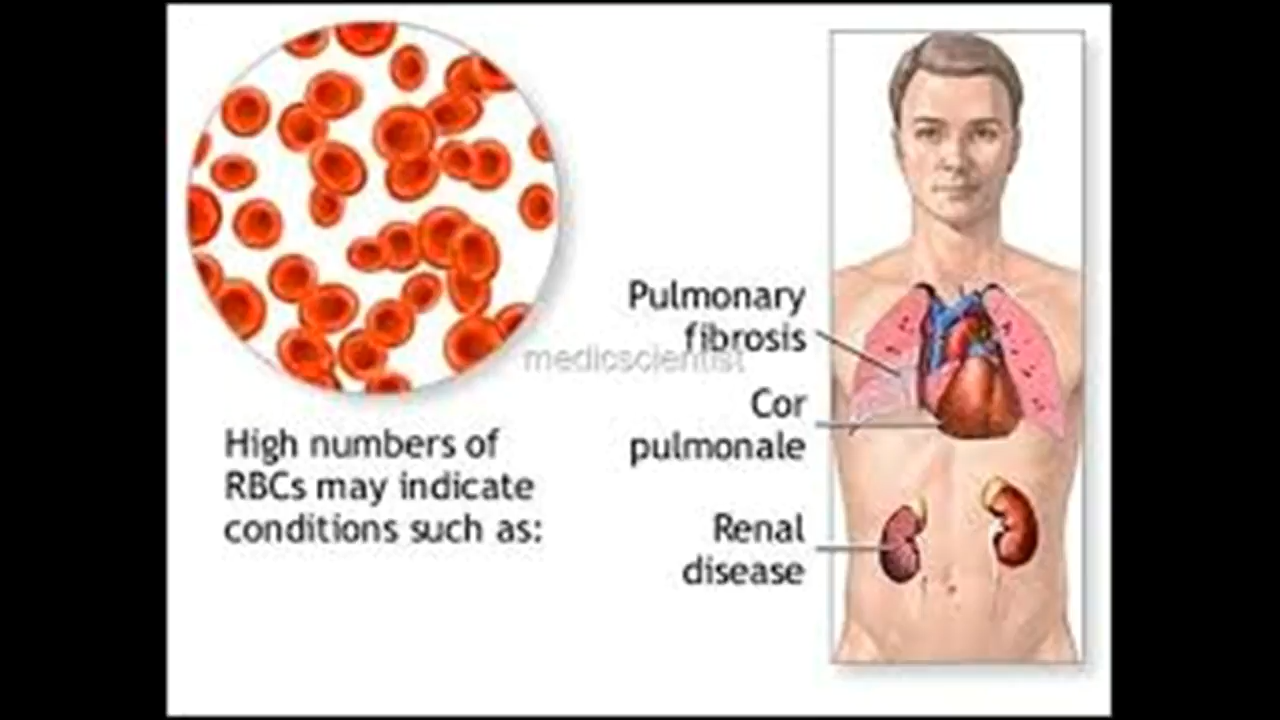 High numbers of
RBCs may indicate
conditions such as:
Pulmonary
fibrosis
medicscientist
Cor
pulmonale
Renal
disease